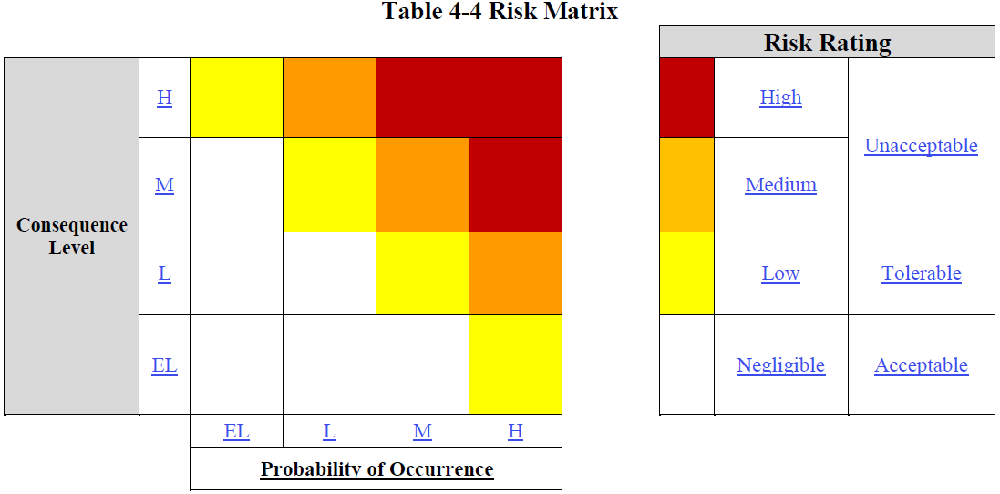 Table 4-4 Risk Matrix
Risk Rating
H
High
Unacceptable
M
Medium
Consequence
Level
L
Low
Tolerable
EL
Negligible
Acceptable
EL
L
M
H
Probability of Occurrence